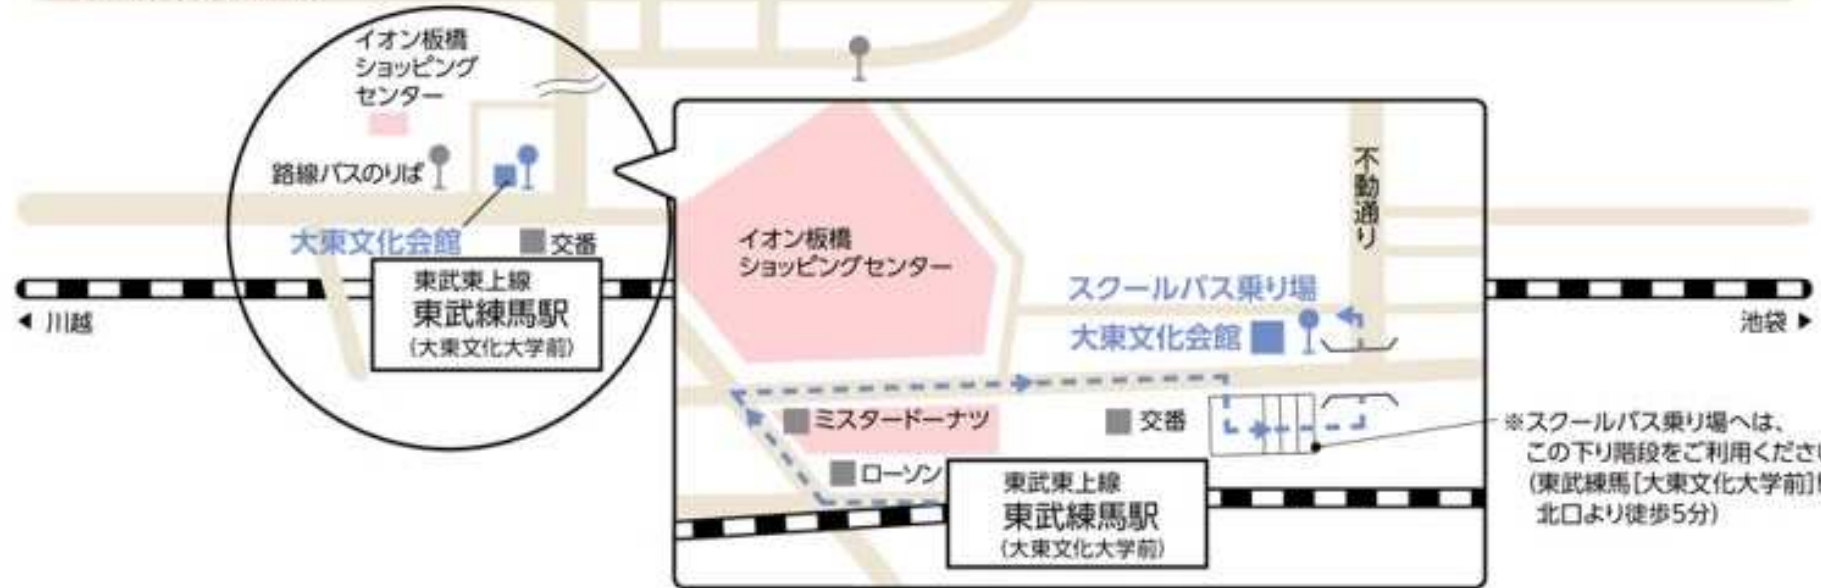 イオン板橋
ショッピング
センター
路線バスのりば
大東文化会館
交番
東武東上線
東武練馬駅
(大東文化大学前)
◀ 川越
イオン板橋
ショッピングセンター
不動通り
スクールバス乗り場
大東文化会館
ミスタードーナツ
交番
ローソン
東武東上線
東武練馬駅
(大東文化大学前)
池袋 ▶
※スクールバス乗り場へは、
この下り階段をご利用くださ
(東武練馬[大東文化大学前]
北口より徒歩5分)